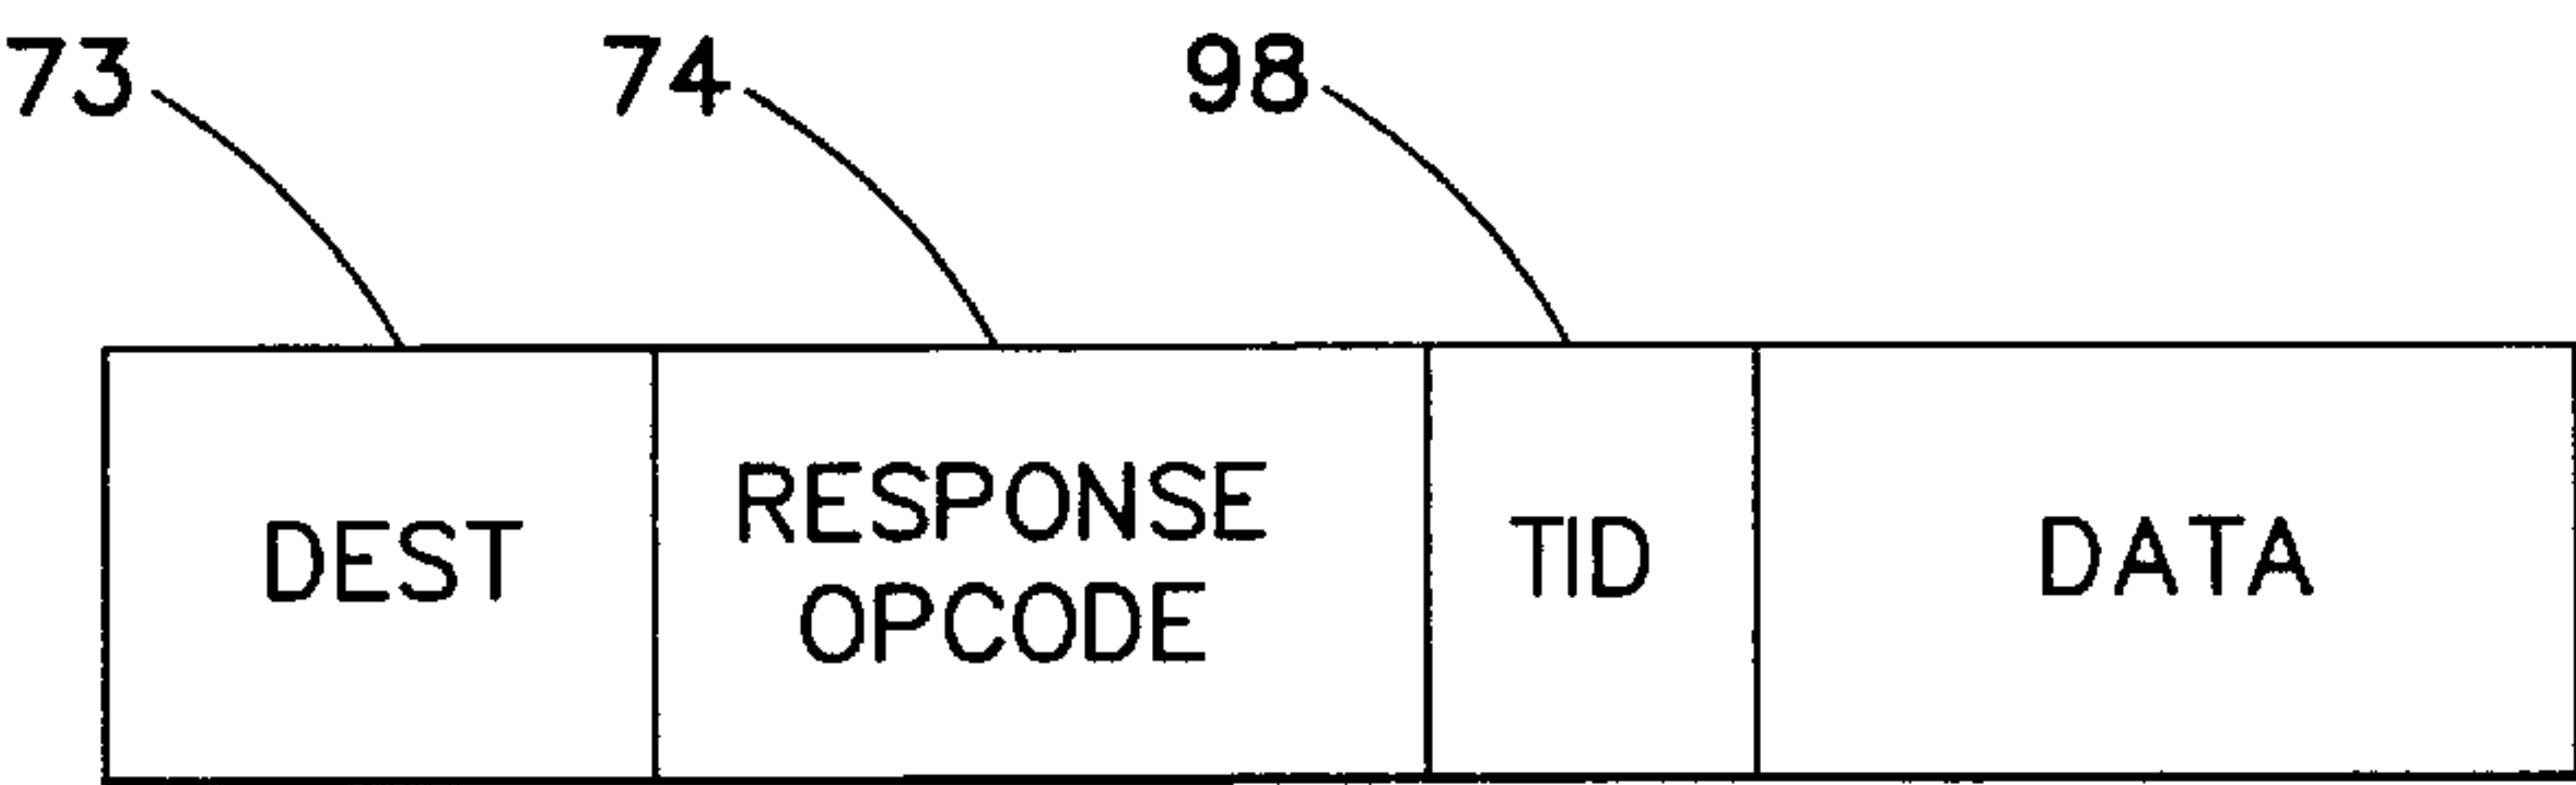 73
74
98
DEST
RESPONSE
OPCODE
TID
DATA